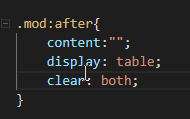 .mod:after{
content:"";
display: table;
clear: both;
}